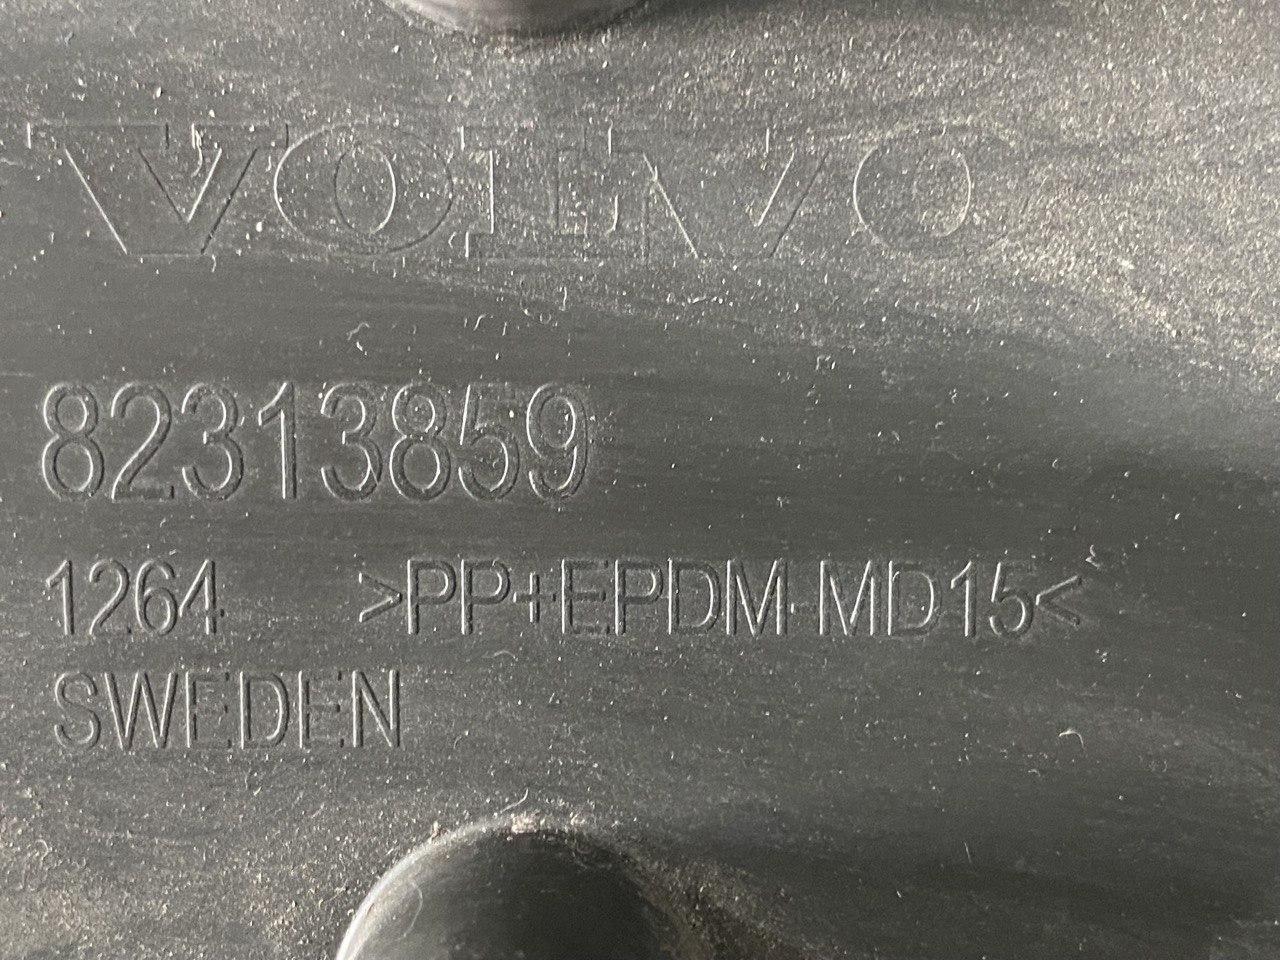 VOLVO
82313859
1264 >PP+EPDM-MD15<
SWEDEN